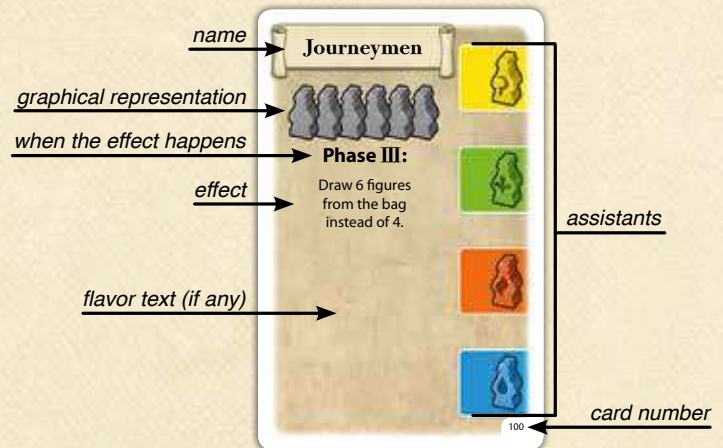 name
Journeymen
graphical representation
when the effect happens
Phase III:
effect
Draw 6 figures
from the bag
instead of 4.
assistants
flavor text (if any)
card number
100